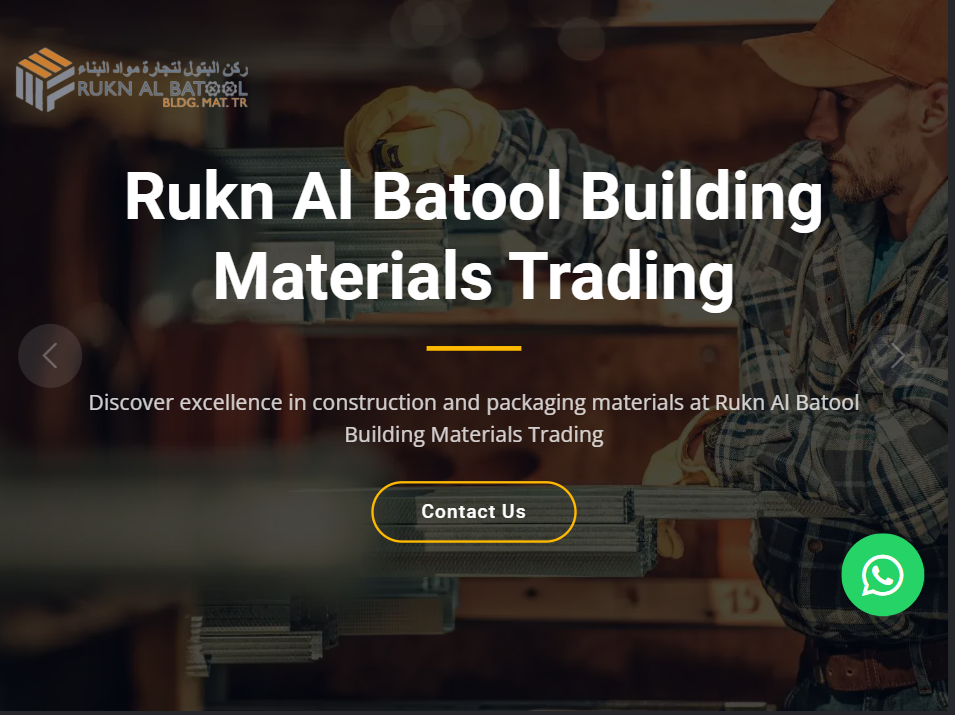 ركن البتول لتجارة مواد البناء
RUKN AL BATOOL
BLDG. MAT. TR
Rukn Al Batool Building
Materials Trading
Discover excellence in construction and packaging materials at Rukn Al Batool
Building Materials Trading
Contact Us
15